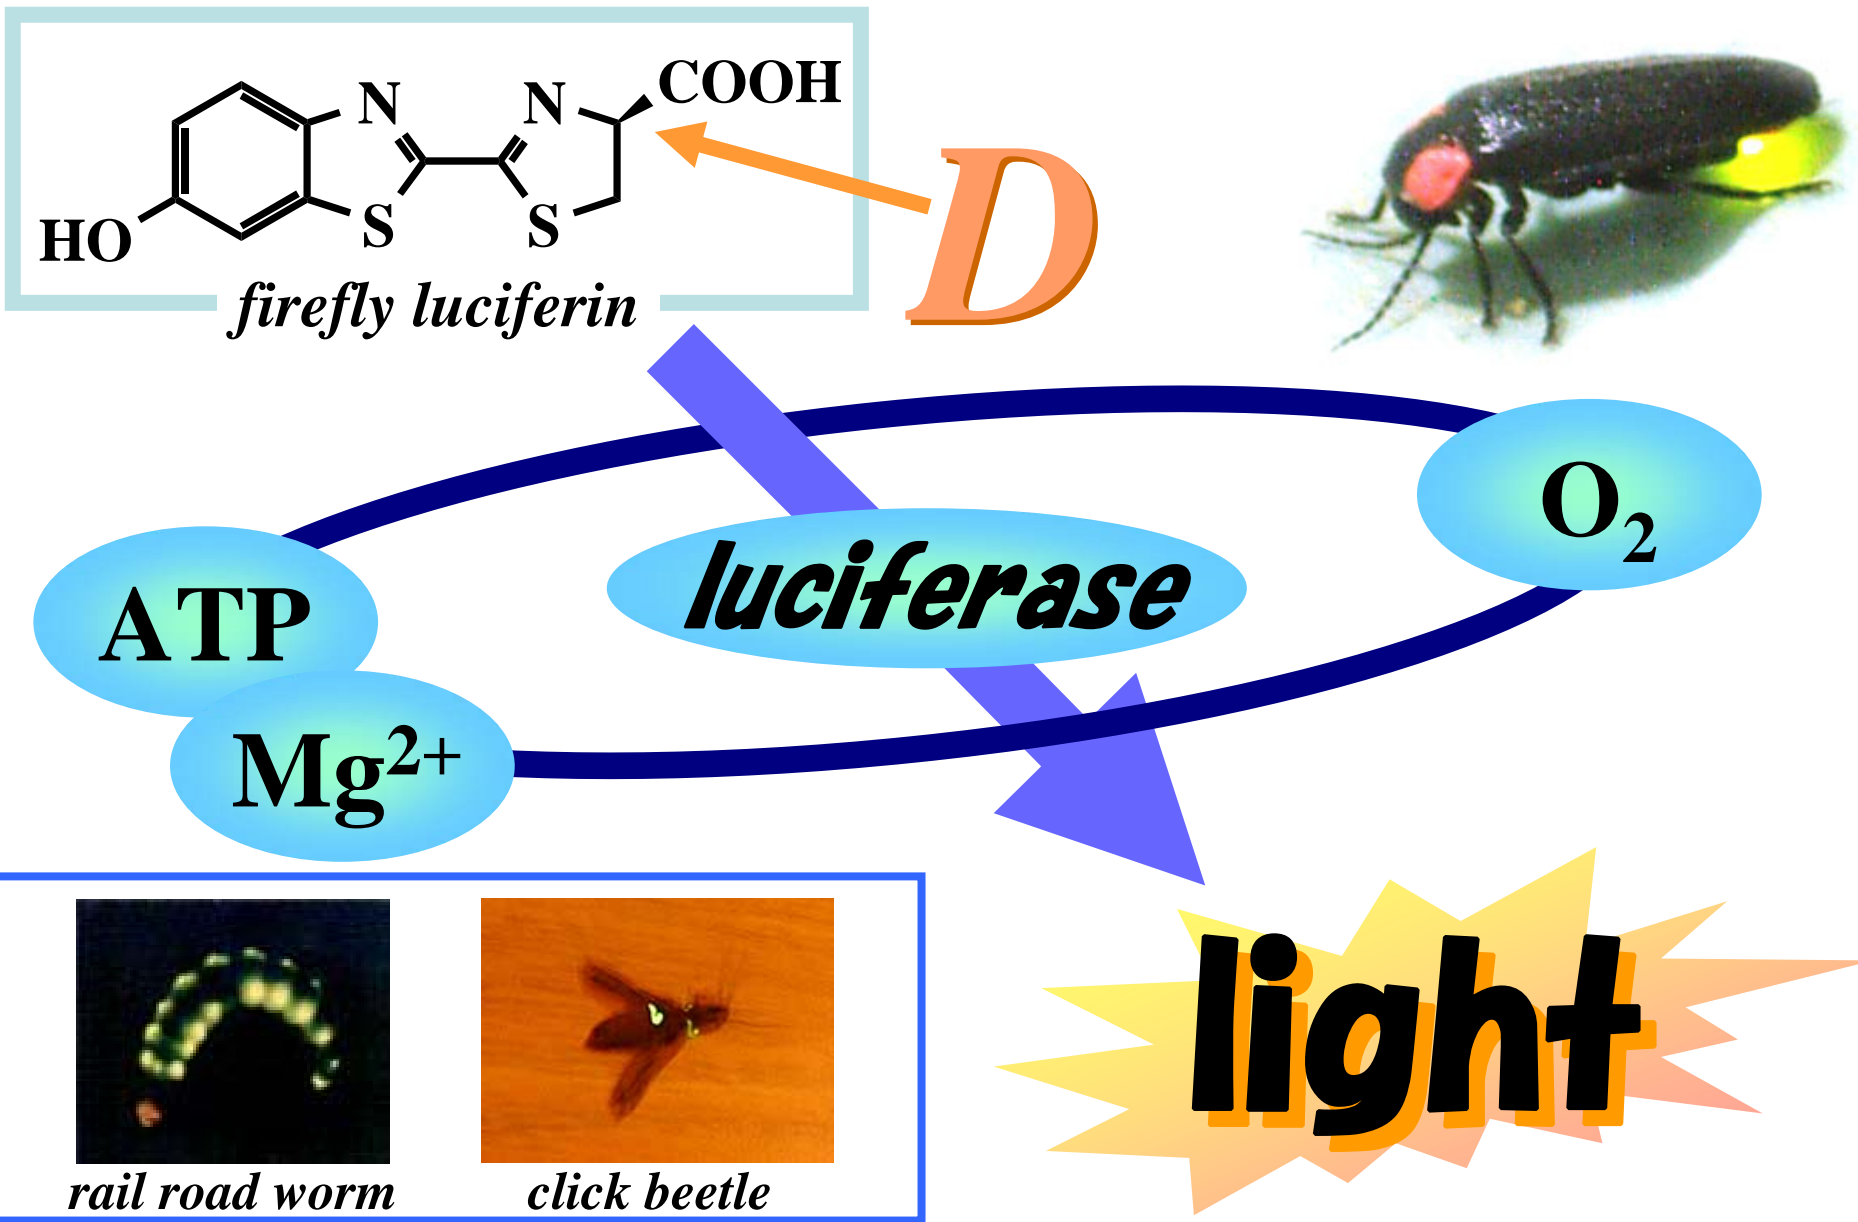 COOH
N
N
S
S
HO
firefly luciferin
D
O₂
luciferase
ATP
Mg²⁺
light
rail road worm
click beetle